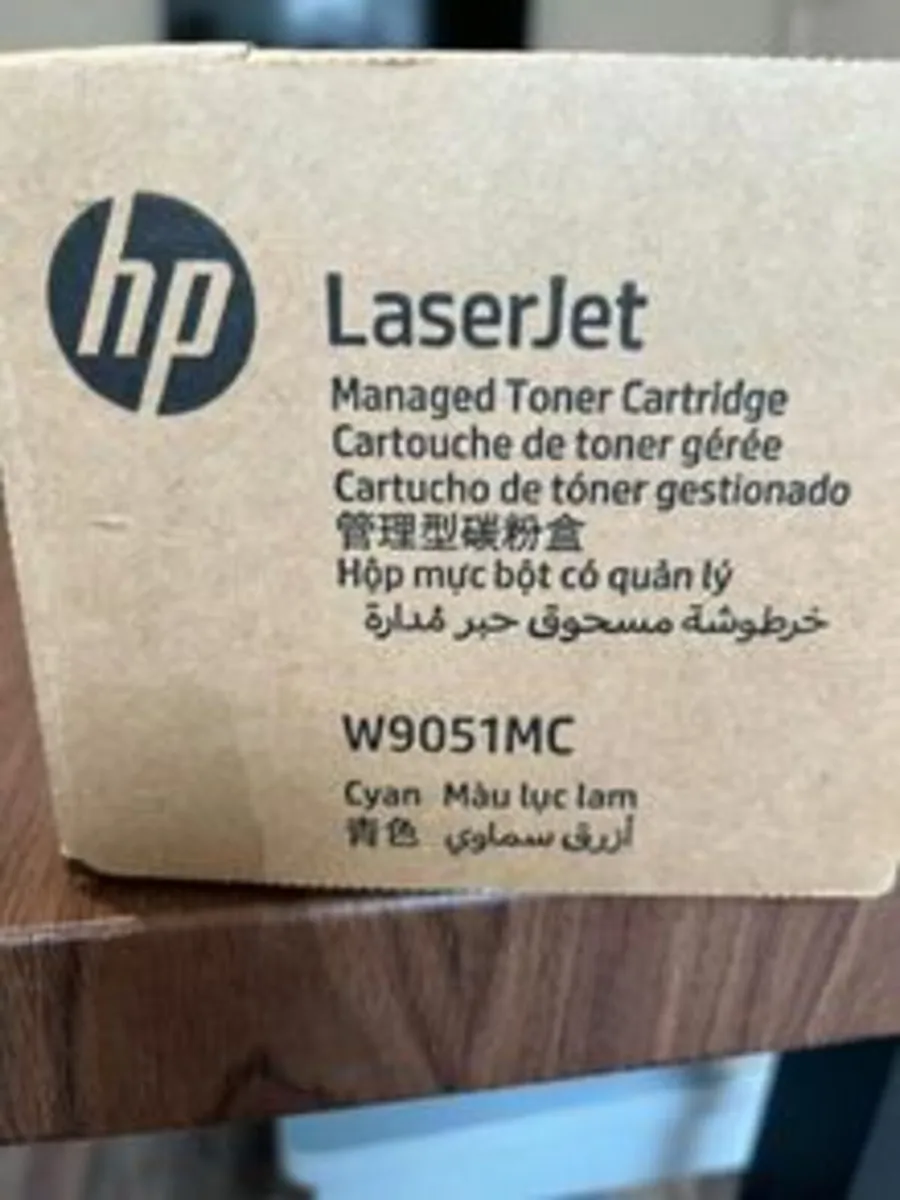 hp
LaserJet
Managed Toner Cartridge
Cartouche de toner gérée
Cartucho de tóner gestionado
管理型碳粉盒
Hộp mực bột có quản lý
خرطوشة مسحوق حبر مُدارة
W9051MC
Cyan Màu lục lam
青色 أزرق سماوي